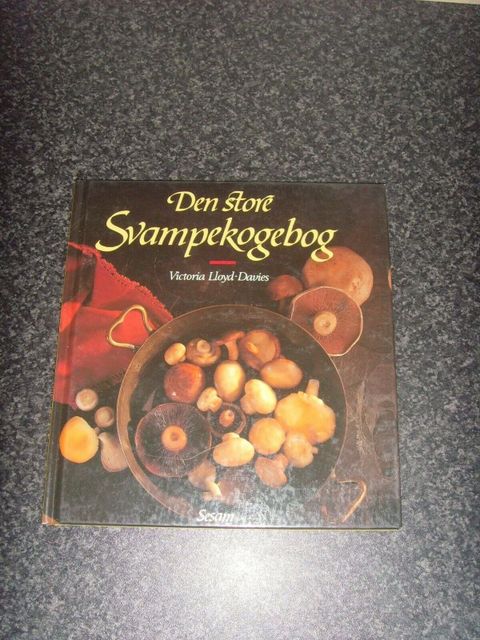 Den store
Svampekogebog
Victoria Lloyd-Davies
Sesam